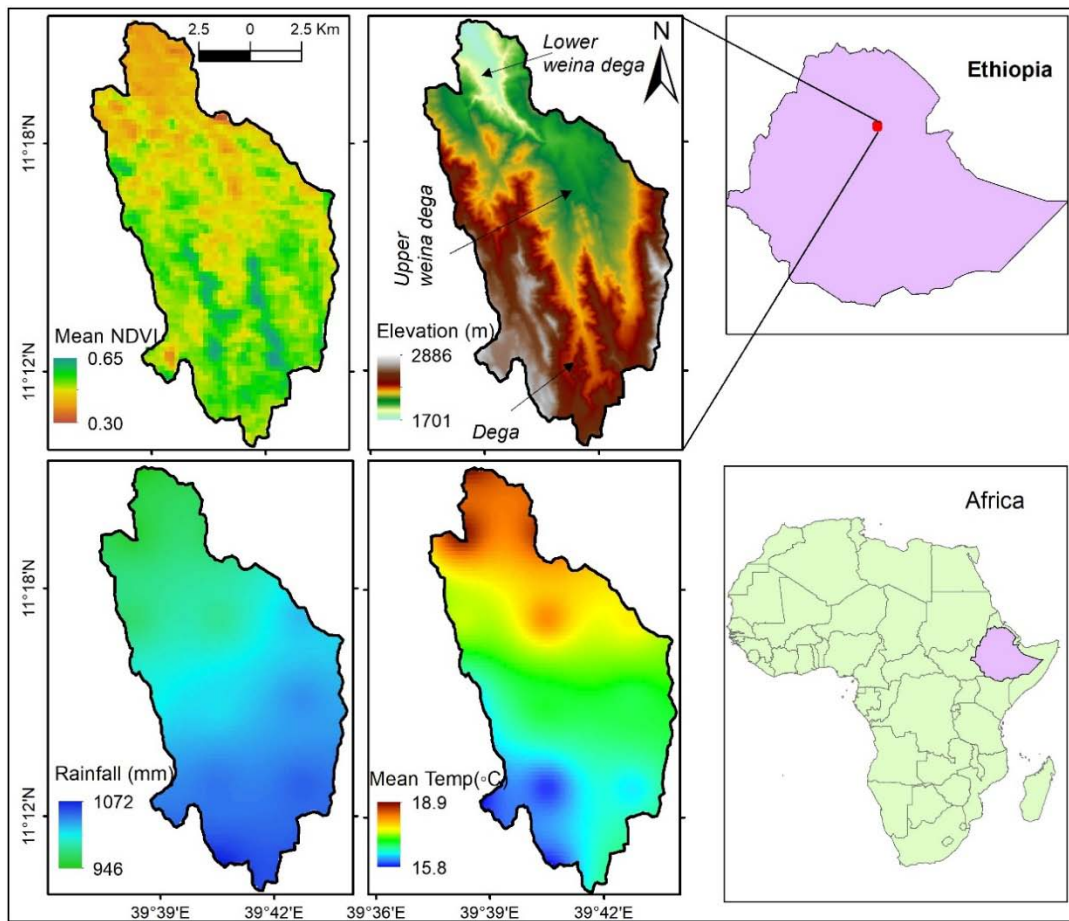 2.5 0 2.5 Km
11°18'N
11°12'N
Mean NDVI
0.65
0.30
N
Lower
weina dega
Upper
weina dega
Dega
Elevation (m)
2886
1701
Ethiopia
11°18'N
11°12'N
Rainfall (mm)
1072
946
39°39'E
39°42'E
Mean Temp(◦C)
18.9
15.8
39°36'E
39°39'E
39°42'E
Africa